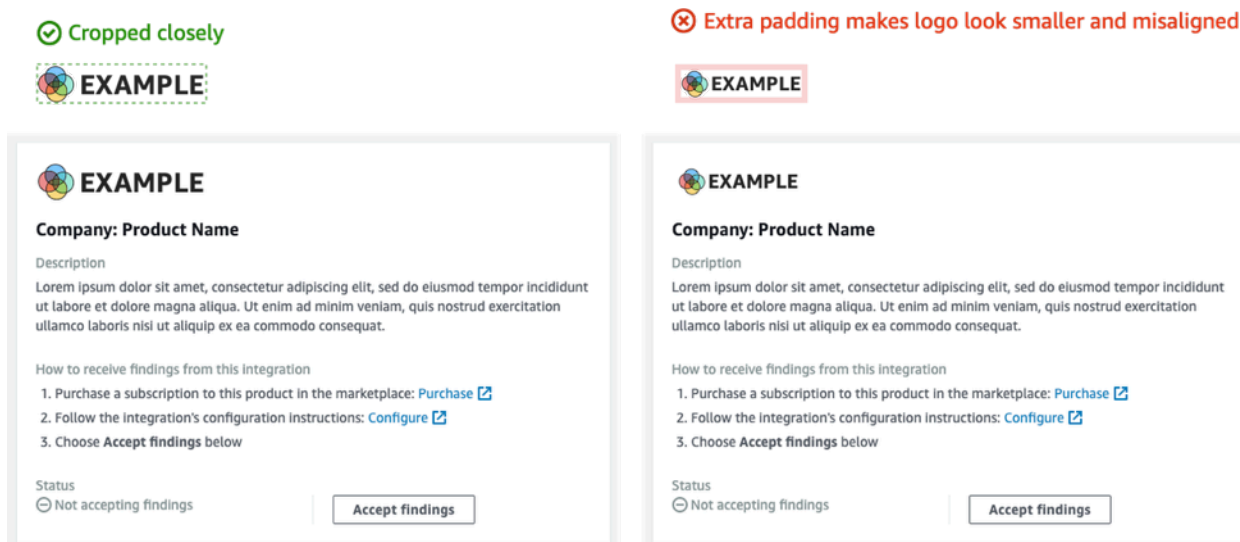 Cropped closely
EXAMPLE
EXAMPLE
Company: Product Name
Description
Lorem ipsum dolor sit amet, consectetur adipiscing elit, sed do eiusmod tempor incididunt
ut labore et dolore magna aliqua. Ut enim ad minim veniam, quis nostrud exercitation
ullamco laboris nisi ut aliquip ex ea commodo consequat.
How to receive findings from this integration
1. Purchase a subscription to this product in the marketplace: Purchase
2. Follow the integration's configuration instructions: Configure
3. Choose Accept findings below
Status
Not accepting findings
Accept findings
Extra padding makes logo look smaller and misaligned
EXAMPLE
EXAMPLE
Company: Product Name
Description
Lorem ipsum dolor sit amet, consectetur adipiscing elit, sed do eiusmod tempor incididunt
ut labore et dolore magna aliqua. Ut enim ad minim veniam, quis nostrud exercitation
ullamco laboris nisi ut aliquip ex ea commodo consequat.
How to receive findings from this integration
1. Purchase a subscription to this product in the marketplace: Purchase
2. Follow the integration's configuration instructions: Configure
3. Choose Accept findings below
Status
Not accepting findings
Accept findings